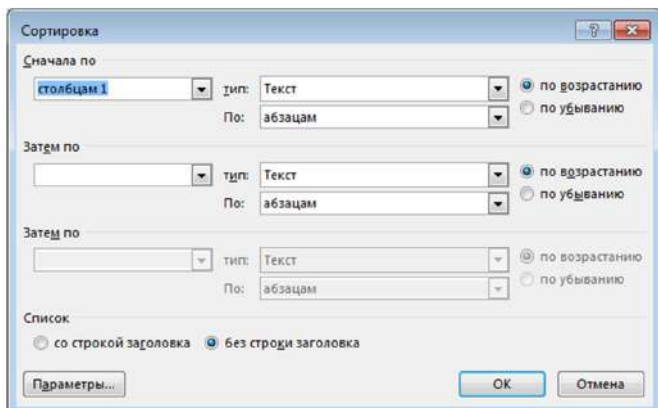 Сортировка
Сначала по
столбцам 1 тип: Текст по возрастанию
По: абзацам по убыванию
Затем по
тип: Текст по возрастанию
По: абзацам по убыванию
Затем по
тип: Текст по возрастанию
По: абзацам по убыванию
Список
со строкой заголовка без строки заголовка
Параметры... ОК Отмена